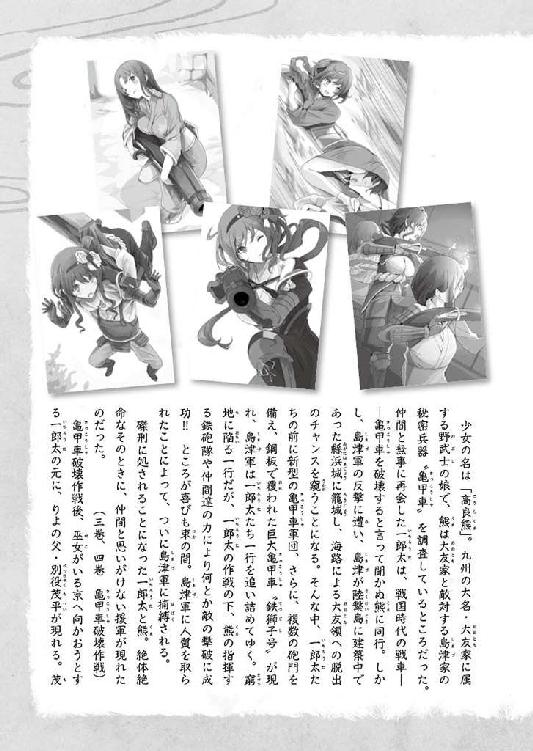 少女の名は「高良熊」。九州の大名・大友家に属
する野武士の娘で、熊は大友家と敵対する島津家の
秘密兵器〝亀甲車〟を調査しているところだった。
仲間と無事に再会した一郎太は、戦国時代の戦車―
―亀甲車を破壊すると言って聞かぬ熊に同行。しか
し、島津軍の反撃に遭い、島津が陸繋島に建築中で
あった縣浜城に籠城し、海路による大友領への脱出
のチャンスを窺うことになる。そんな中、一郎太た
ちの前に新型の亀甲車軍団、さらに、複数の砲門を
備え、鋼板で覆われた巨大亀甲車〝鉄獅子号〟が現
れ、島津軍は一郎太たち一行を追い詰めてゆく。窮
地に陥る一行だが、一郎太の作戦の下、熊の指揮す
る鉄砲隊や仲間達の力により何とか敵の撃破に成
功!! ところが喜びも束の間。島津軍に人質を取ら
れたことによって、ついに島津軍に捕縛される。
磔刑に処されることになった一郎太と熊。絶体絶
命なそのときに、仲間と思いがけない援軍が現れた
のだった。 (三巻、四巻 亀甲車破壊作戦)
亀甲車破壊作戦後、巫女がいる京へ向かおうとす
る一郎太の元に、りよの父・別役茂平が現れる。茂